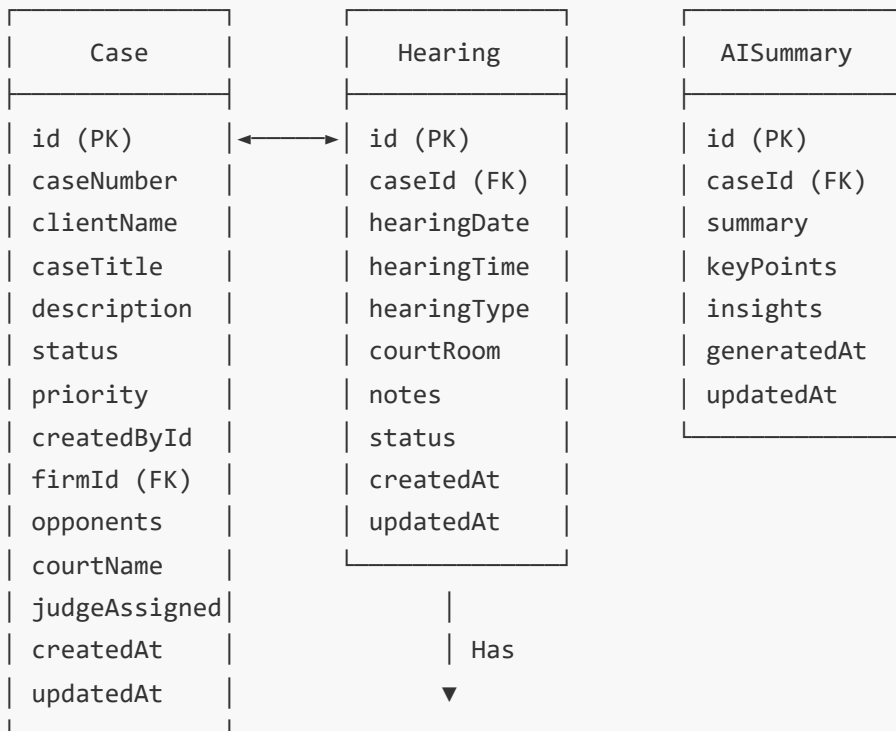 Case Hearing AISummary
id (PK) id (PK) id (PK)
caseNumber caseId (FK) caseId (FK)
clientName hearingDate summary
caseTitle hearingTime keyPoints
description hearingType insights
status courtRoom generatedAt
priority notes updatedAt
createdById status
firmId (FK) createdAt
opponents updatedAt
courtName
judgeAssigned
createdAt Has
updatedAt